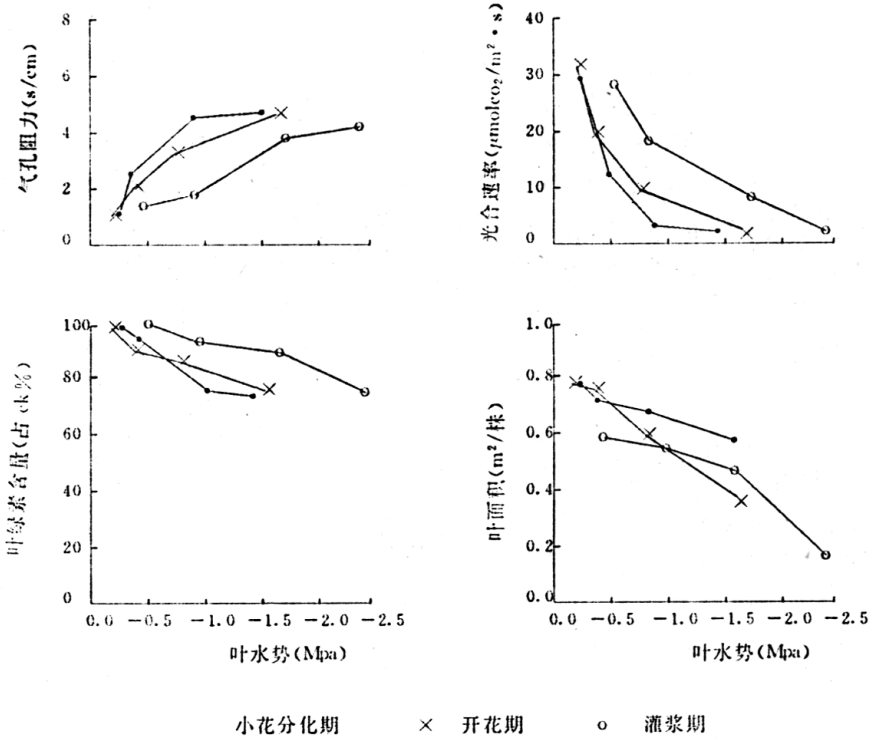 气孔阻力(s/cm)
8
6
4
2
0
光合速率(μmolco₂/m²·s)
40
30
20
10
0
叶绿素含量(占ck%)
100
80
60
40
20
0
0.0 -0.5 -1.0 -1.5 -2.0 -2.5
叶水势(Mpa)
叶面积(m²/株)
1.0
0.8
0.6
0.4
0.2
0.0
0.0 -0.5 -1.0 -1.5 -2.0 -2.5
叶水势(Mpa)
小花分化期 × 开花期 o 灌浆期